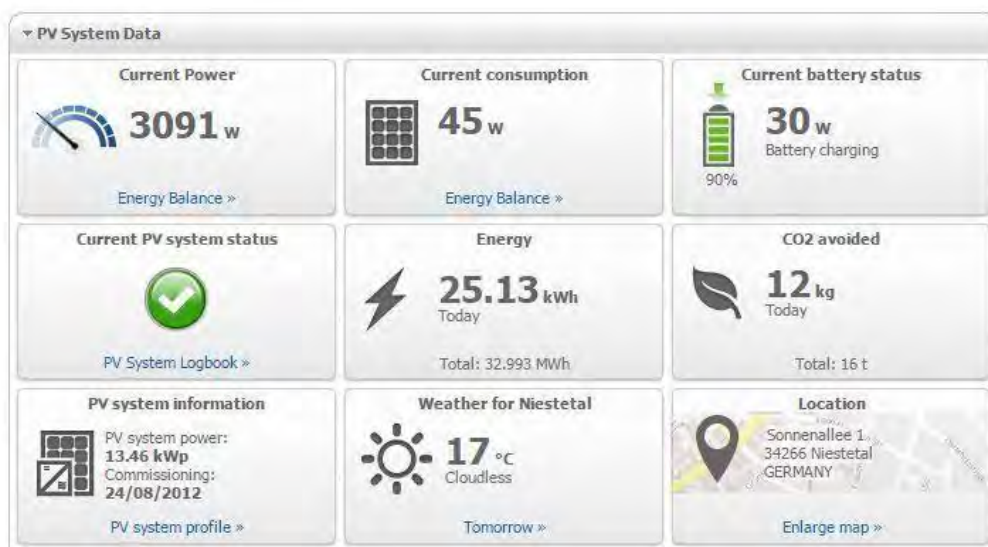 PV System Data
Current Power
3091 W
Energy Balance »
Current consumption
45 W
Energy Balance »
Current battery status
30 W
Battery charging
90%
Current PV system status
PV System Logbook »
Energy
25.13 kWh
Today
Total: 32.993 MWh
CO2 avoided
12 kg
Today
Total: 16 t
PV system information
PV system power:
13.46 kWp
Commissioning:
24/08/2012
PV system profile »
Weather for Niestetal
17 °C
Cloudless
Tomorrow »
Location
Sonnenallee 1
34266 Niestetal
GERMANY
Enlarge map »